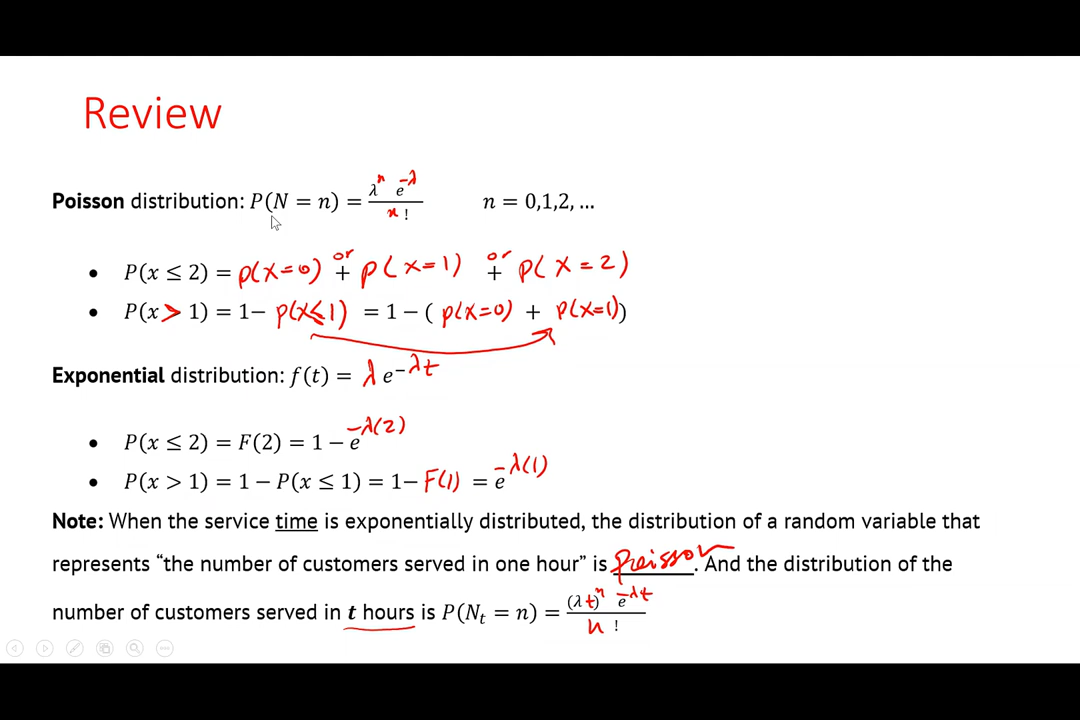 Review
Poisson distribution: P(N = n) = λⁿ e^−λ / n ! n = 0,1,2, …
• P(x ≤ 2) = p(x=0) or + p(x=1) or + p(x=2)
• P(x > 1) = 1− p(x≤1) = 1 − ( p(x=0) + p(x=1))
Exponential distribution: f(t) = λ e^−λt
• P(x ≤ 2) = F(2) = 1 − e^−λ(2)
• P(x > 1) = 1 − P(x ≤ 1) = 1− F(1) = e^−λ(1)
Note: When the service time is exponentially distributed, the distribution of a random variable that
represents “the number of customers served in one hour” is poisson. And the distribution of the
number of customers served in t hours is P(Nₜ = n) = (λt)ⁿ e^−λt / n !